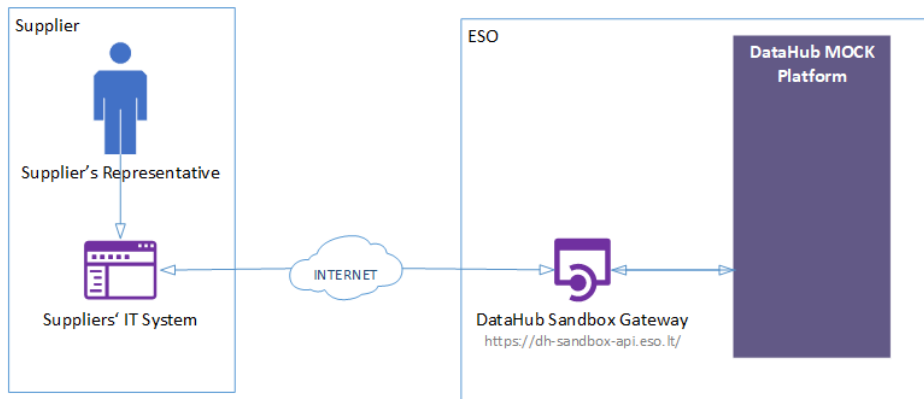 Supplier
Supplier's Representative
Suppliers‘ IT System
INTERNET
ESO
DataHub MOCK
Platform
DataHub Sandbox Gateway
https://dh-sandbox-api.eso.lt/